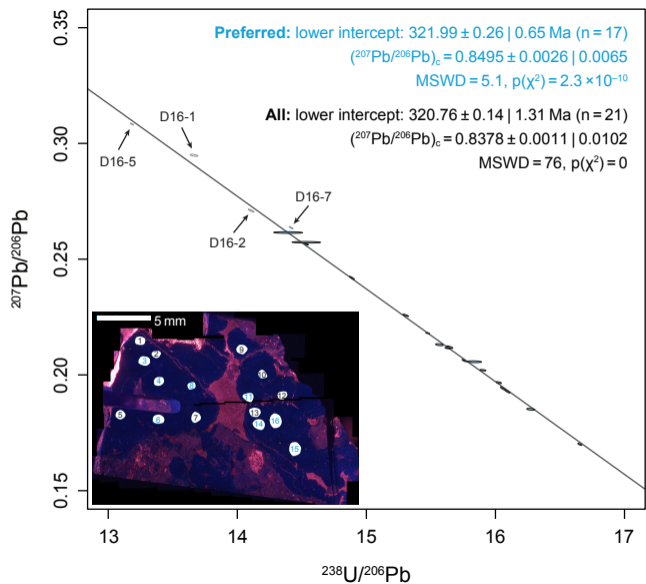 0.35
0.30
0.25
0.20
0.15
²⁰⁷Pb/²⁰⁶Pb
Preferred: lower intercept: 321.99 ± 0.26 | 0.65 Ma (n = 17)
(²⁰⁷Pb/²⁰⁶Pb)c = 0.8495 ± 0.0026 | 0.0065
MSWD = 5.1, p(χ²) = 2.3 ×10⁻¹⁰
All: lower intercept: 320.76 ± 0.14 | 1.31 Ma (n = 21)
(²⁰⁷Pb/²⁰⁶Pb)c = 0.8378 ± 0.0011 | 0.0102
MSWD = 76, p(χ²) = 0
D16-1
D16-5
D16-7
D16-2
5 mm
1
2
3
4
5
6
7
9
10
11
12
13
14
16
15
13
14
15
16
17
²³⁸U/²⁰⁶Pb